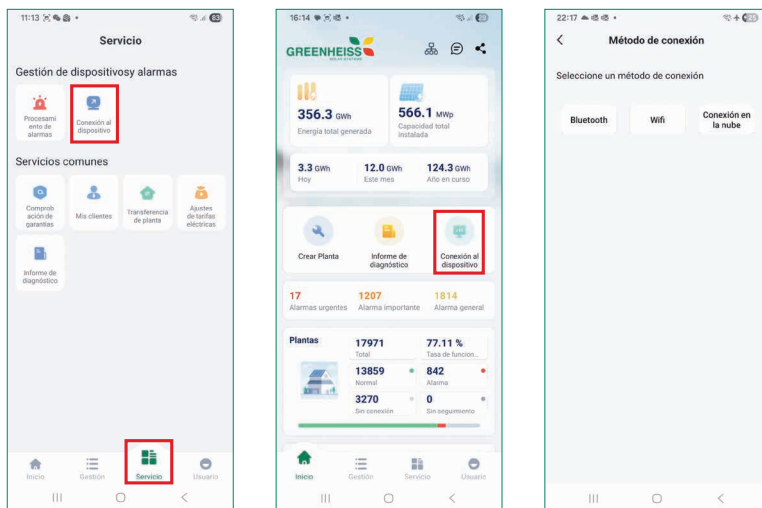 11:13
83
Servicio
Gestión de dispositivosy alarmas
Procesami
ento de
alarmas
Conexión al
dispositivo
Servicios comunes
Comprob
ación de
garantías
Mis clientes
Transferencia
de planta
Ajustes
de tarifas
eléctricas
Informe de
diagnóstico
Inicio
Gestión
Servicio
Usuario
16:14
GREENHEISS
SOLAR SYSTEMS
356.3 GWh
Energía total generada
566.1 MWp
Capacidad total
instalada
3.3 GWh
Hoy
12.0 GWh
Este mes
124.3 GWh
Año en curso
Crear Planta
Informe de
diagnóstico
Conexión al
dispositivo
17
Alarmas urgentes
1207
Alarma importante
1814
Alarma general
Plantas
17971
Total
77.11 %
Tasa de funcion..
13859
Normal
842
Alarma
3270
Sin conexión
0
Sin seguimiento
Inicio
Gestión
Servicio
Usuario
22:17
Método de conexión
Seleccione un método de conexión
Bluetooth
Wifi
Conexión en
la nube